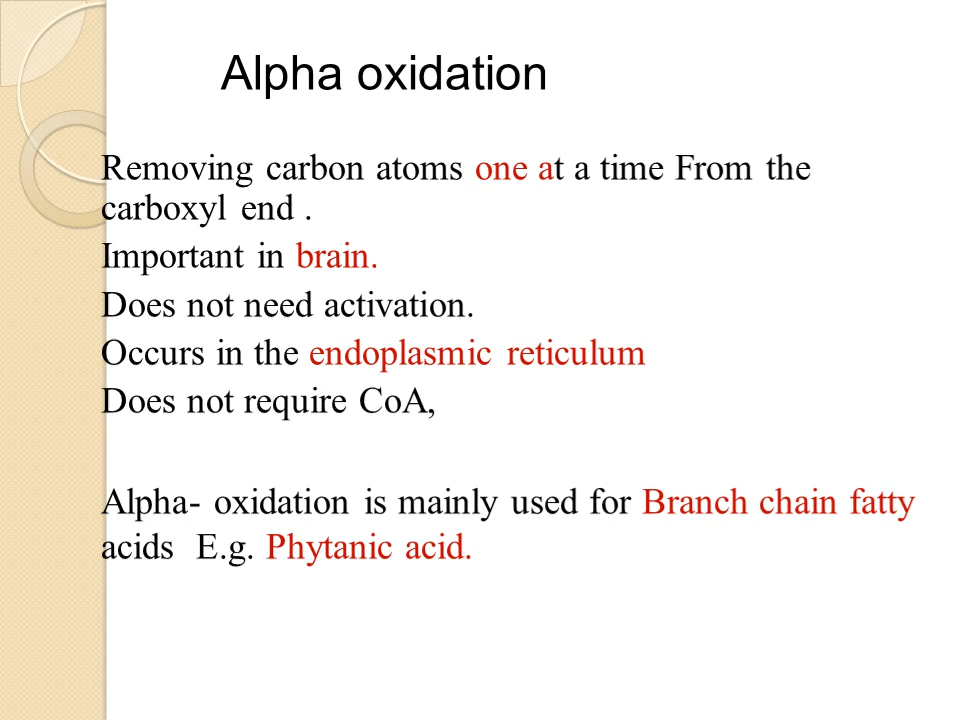 Alpha oxidation
Removing carbon atoms one at a time From the
carboxyl end .
Important in brain.
Does not need activation.
Occurs in the endoplasmic reticulum
Does not require CoA,
Alpha- oxidation is mainly used for Branch chain fatty
acids  E.g. Phytanic acid.